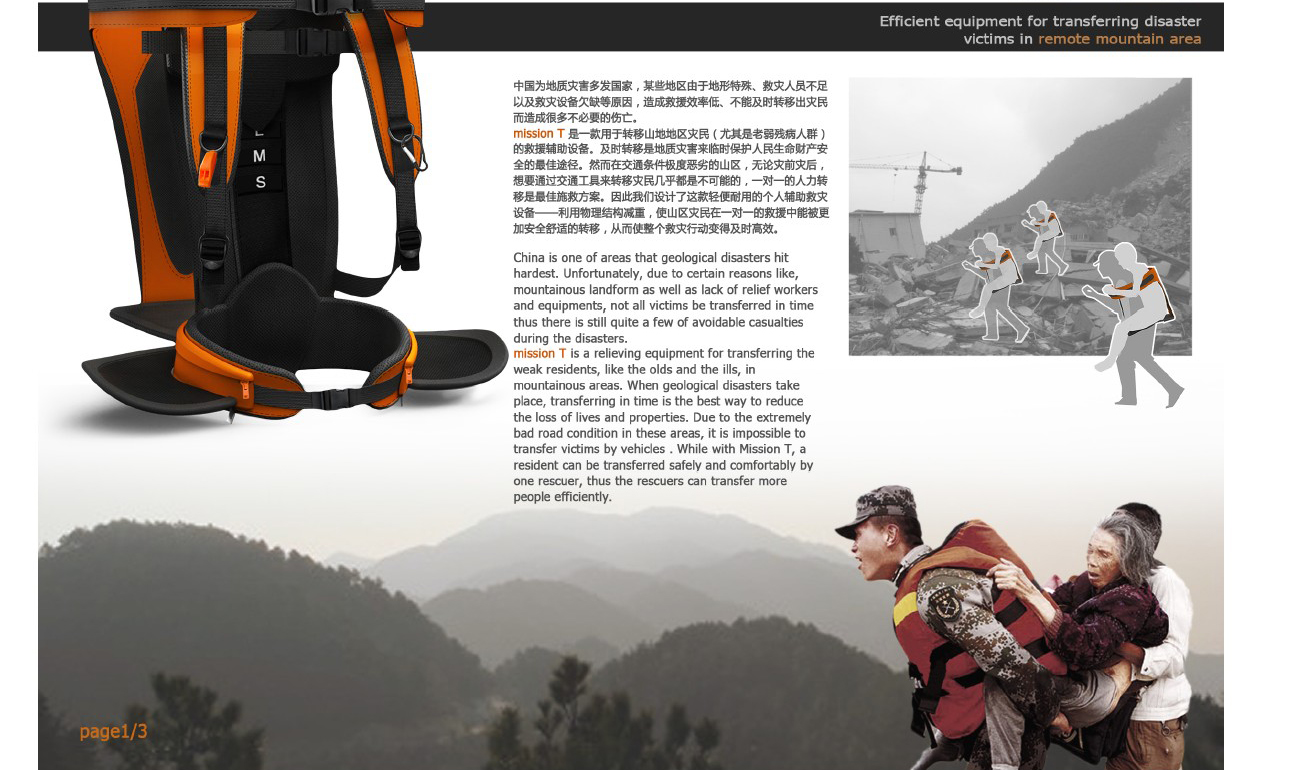 Efficient equipment for transferring disaster
victims in remote mountain area
中国为地质灾害多发国家，某些地区由于地形特殊、救灾人员不足
以及救灾设备欠缺等原因，造成救援效率低、不能及时转移出灾民
而造成很多不必要的伤亡。
mission T 是一款用于转移山地地区灾民（尤其是老弱残病人群）
的救援辅助设备。及时转移是地质灾害来临时保护人民生命财产安
全的最佳途径。然而在交通条件极度恶劣的山区，无论灾前灾后，
想要通过交通工具来转移灾民几乎都是不可能的，一对一的人力转
移是最佳施救方案。因此我们设计了这款轻便耐用的个人辅助救灾
设备——利用物理结构减重，使山区灾民在一对一的救援中能被更
加安全舒适的转移，从而使整个救灾行动变得及时高效。
China is one of areas that geological disasters hit
hardest. Unfortunately, due to certain reasons like,
mountainous landform as well as lack of relief workers
and equipments, not all victims be transferred in time
thus there is still quite a few of avoidable casualties
during the disasters.
mission T is a relieving equipment for transferring the
weak residents, like the olds and the ills, in
mountainous areas. When geological disasters take
place, transferring in time is the best way to reduce
the loss of lives and properties. Due to the extremely
bad road condition in these areas, it is impossible to
transfer victims by vehicles . While with Mission T, a
resident can be transferred safely and comfortably by
one rescuer, thus the rescuers can transfer more
people efficiently.
L
M
S
page1/3